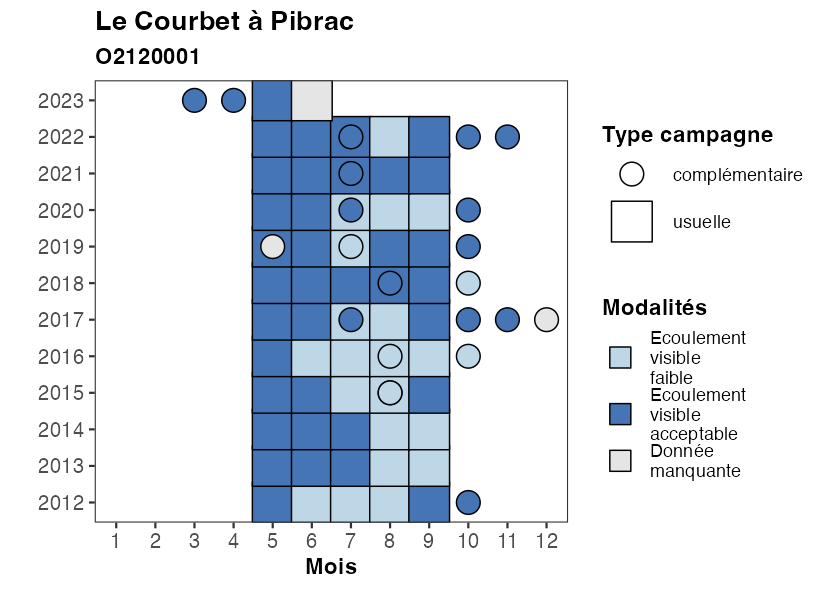 Le Courbet à Pibrac
O2120001
2023
2022
2021
2020
2019
2018
2017
2016
2015
2014
2013
2012
1 2 3 4 5 6 7 8 9 10 11 12
Mois
Type campagne
complémentaire
usuelle
Modalités
Ecoulement
visible
faible
Ecoulement
visible
acceptable
Donnée
manquante